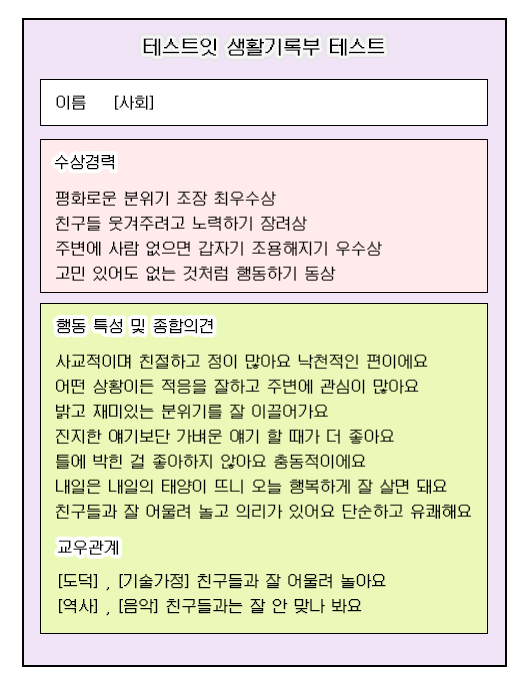 테스트잇 생활기록부 테스트
이름 [사회]
수상경력
평화로운 분위기 조장 최우수상
친구들 웃겨주려고 노력하기 장려상
주변에 사람 없으면 갑자기 조용해지기 우수상
고민 있어도 없는 것처럼 행동하기 동상
행동 특성 및 종합의견
사교적이며 친절하고 정이 많아요 낙천적인 편이에요
어떤 상황이든 적응을 잘하고 주변에 관심이 많아요
밝고 재미있는 분위기를 잘 이끌어가요
진지한 얘기보단 가벼운 얘기 할 때가 더 좋아요
틀에 박힌 걸 좋아하지 않아요 충동적이에요
내일은 내일의 태양이 뜨니 오늘 행복하게 잘 살면 돼요
친구들과 잘 어울려 놀고 의리가 있어요 단순하고 유쾌해요
교우관계
[도덕] , [기술가정] 친구들과 잘 어울려 놀아요
[역사] , [음악] 친구들과는 잘 안 맞나 봐요